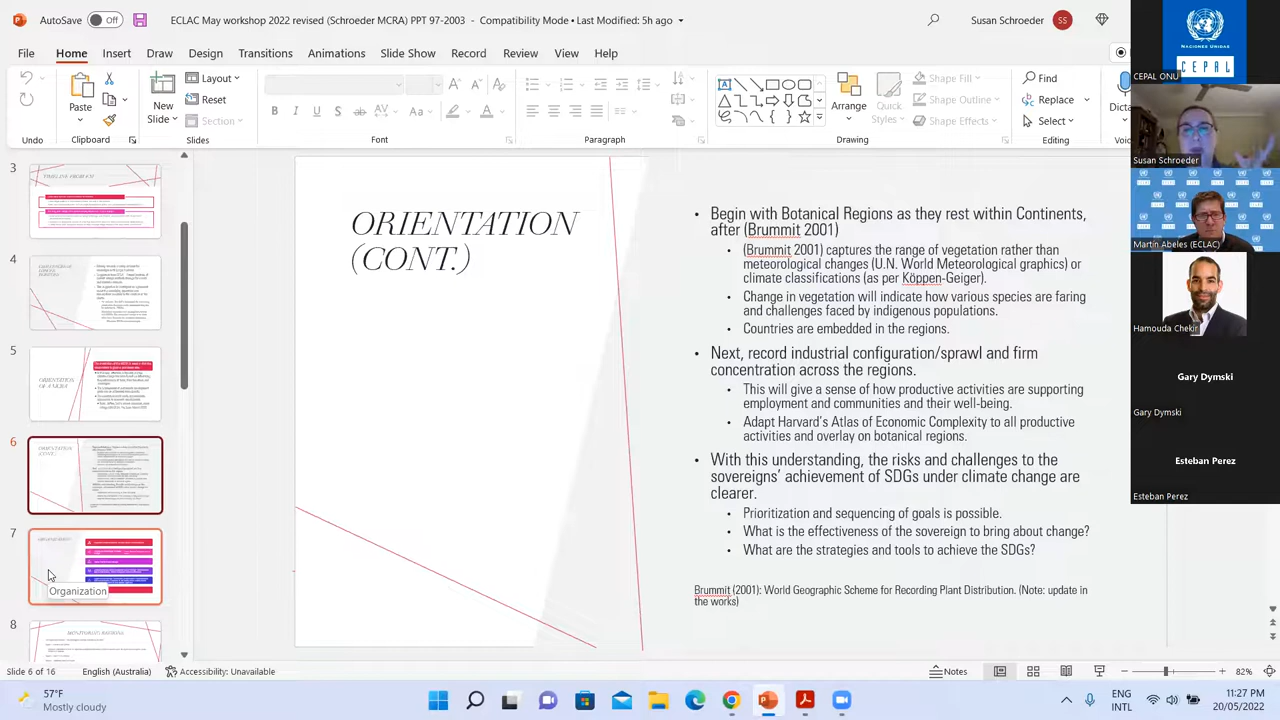 AutoSave Off ECLAC May workshop 2022 revised (Schroeder MCRA) PPT 97-2003 - Compatibility Mode • Last Modified: 5h ago Susan Schroeder SS
File Home Insert Draw Design Transitions Animations Slide Show Record View Help
Paste New Layout Reset Section
Arrange Shape Fill Shape Outline Shape Effects
Styles Find Replace Select
Undo Clipboard Slides Font Paragraph Drawing Editing
NACIONES UNIDAS
CEPAL
CEPAL ONU
Susan Schroeder
Martín Abeles (ECLAC)
Hamouda Chekir
Gary Dymski
Gary Dymski
Esteban Perez
Esteban Perez
3
TIMELINE PROBLEM
4
5
6
7
Organization
8
ORIENTATION
(CONT)
• Begin with Botanical Regions as they rest within Continents,
after (Brummit 2001)
• (Brummit 2001) captures the range of vegetation rather than
meteorological changes (U.N. World Meteorological graphics) or
climate classifications (as per Köppen-Geiger).
• Change in vegetation will indicate how various species are faring
and challenges faced by indigenous populations.
• Countries are embedded in the regions.
• Next, record industry configuration/spread and firm
concentration across the regions.
• This will give a sense of how productive activities are supporting
employment and communities and their well-being.
• Adapt Harvard's Atlas of Economic Complexity to all productive
activities and overlay on botanical regions.
• With this understanding, the risks and challenges to the
sovereigns' achievement of SDGs under climate change are
clearer.
• Prioritization and sequencing of goals is possible.
• What is the effectiveness of the sovereign to bring about change?
• What are the strategies and tools to achieve the SDGs?
Brummit (2001): World Geographic Scheme for Recording Plant Distribution. (Note: update in
the works)
Slide 6 of 16 English (Australia) Accessibility: Unavailable Notes 82%
57°F
Mostly cloudy
ENG
INTL
11:27 PM
20/05/2022